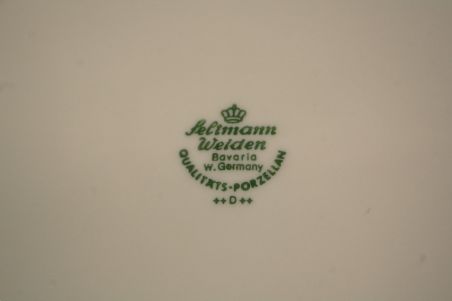 Seltmann
Weiden
Bavaria
W. Germany
QUALITÄTS-PORZELLAN
++ D ++